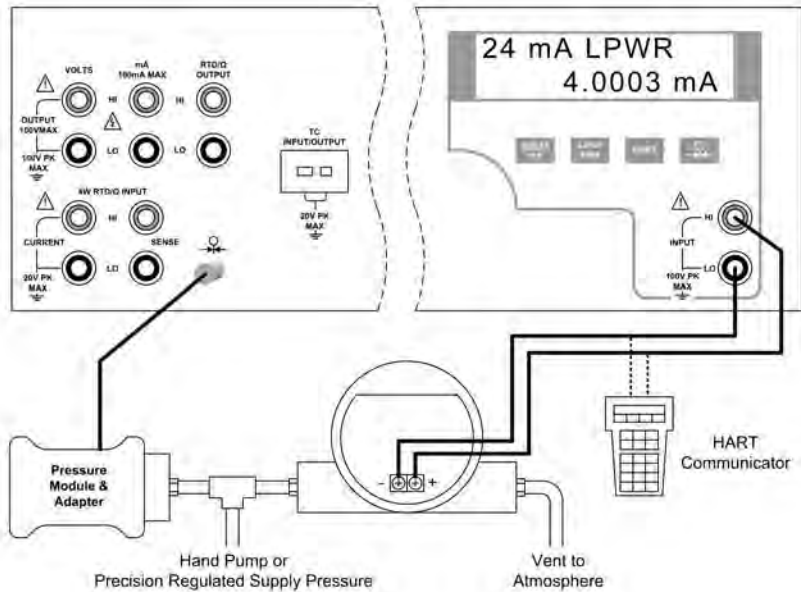 VOLTS
mA
100mA MAX
RTD/Ω
OUTPUT
HI
HI
OUTPUT
100VMAX
LO
LO
100V PK
MAX
4W RTD/Ω INPUT
HI
CURRENT
SENSE
LO
20V PK
MAX
TC
INPUT/OUTPUT
20V PK
MAX
24 mA LPWR
4.0003 mA
HI
INPUT
LO
100V PK
MAX
Pressure
Module &
Adapter
- +
HART
Communicator
Hand Pump or
Precision Regulated Supply Pressure
Vent to
Atmosphere